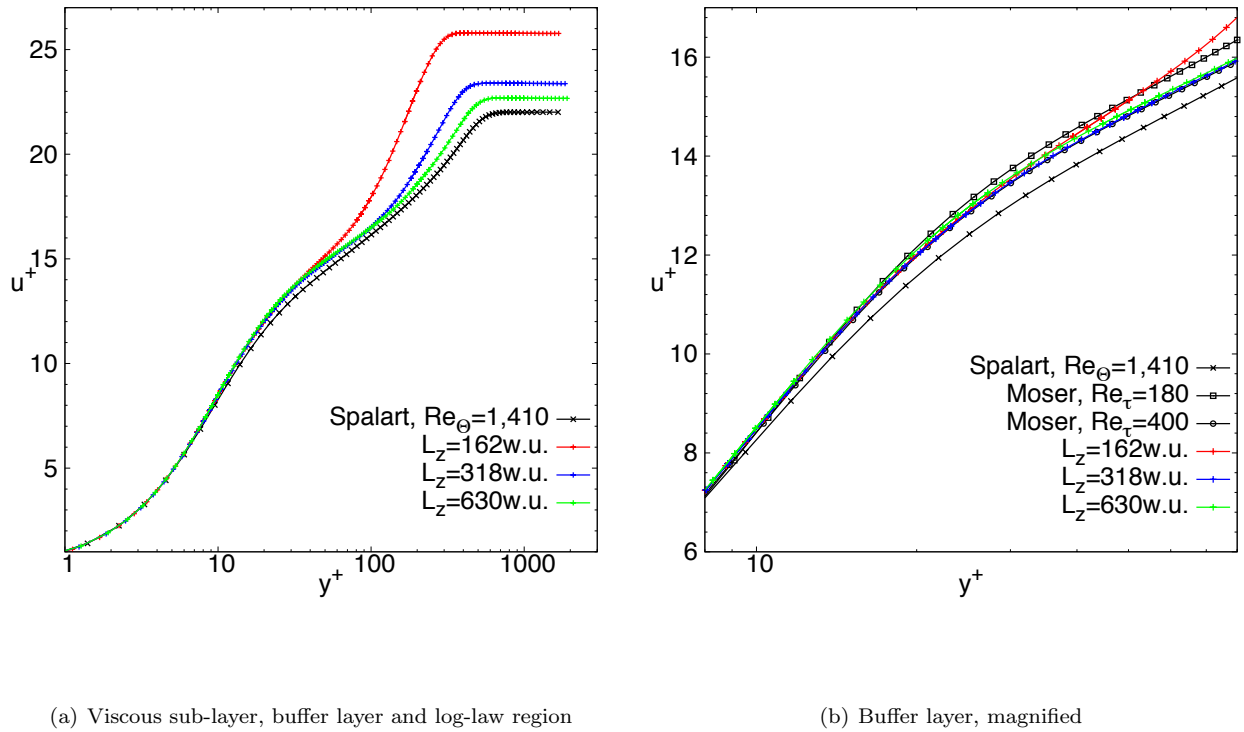 25
20
15
10
5
u+
1
10
100
1000
y+
Spalart, ReΘ=1,410
Lz=162w.u.
Lz=318w.u.
Lz=630w.u.
16
14
12
10
8
6
u+
10
y+
Spalart, ReΘ=1,410
Moser, Reτ=180
Moser, Reτ=400
Lz=162w.u.
Lz=318w.u.
Lz=630w.u.
(a) Viscous sub-layer, buffer layer and log-law region
(b) Buffer layer, magnified